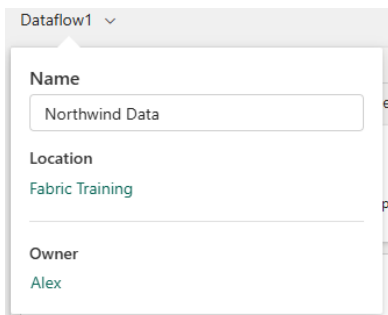 Dataflow1
Name
Northwind Data
Location
Fabric Training
Owner
Alex